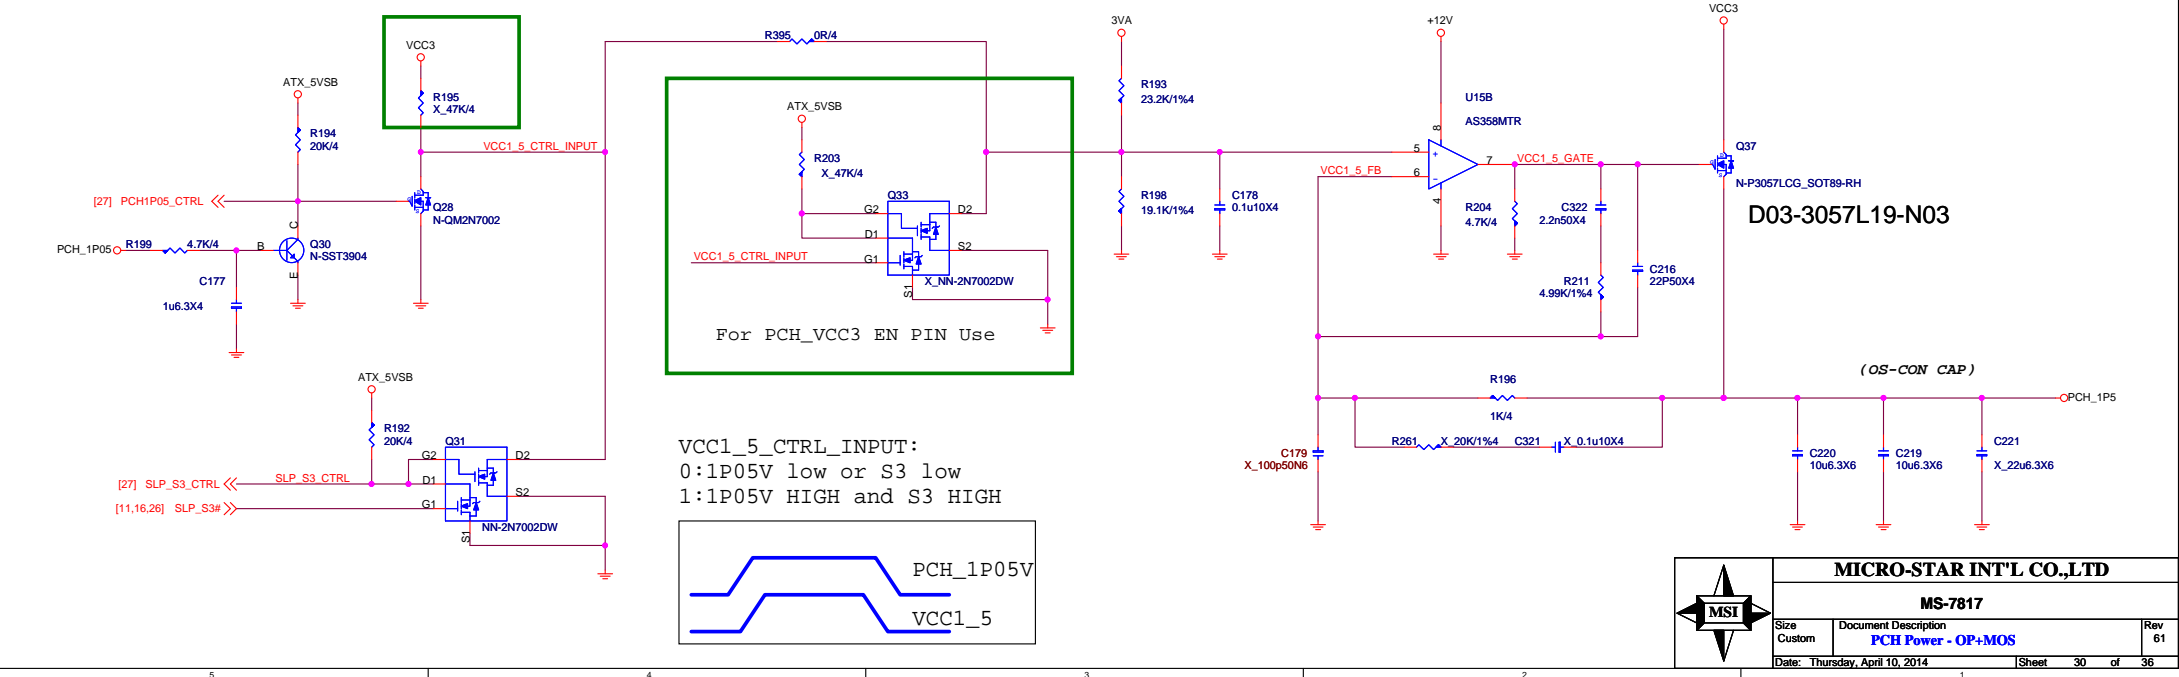 VCC3
R195
X_47K/4
ATX_5VSB
R194
20K/4
VCC1_5_CTRL_INPUT
[27] PCH1P05_CTRL
Q28
N-QM2N7002
PCH_1P05
R199 4.7K/4
B
C
E
Q30
N-SST3904
C177
1u6.3X4
R395 0R/4
ATX_5VSB
R203
X_47K/4
Q33
G2 D2
D1
S2
VCC1_5_CTRL_INPUT
G1
S1
X_NN-2N7002DW
For PCH_VCC3 EN PIN Use
ATX_5VSB
R192
20K/4
Q31
G2 D2
[27] SLP_S3_CTRL
SLP_S3_CTRL
D1
S2
[11,16,26] SLP_S3#
G1
S1
NN-2N7002DW
VCC1_5_CTRL_INPUT:
0:1P05V low or S3 low
1:1P05V HIGH and S3 HIGH
PCH_1P05V
VCC1_5
3VA
R193
23.2K/1%4
R198
19.1K/1%4
C178
0.1u10X4
+12V
U15B
AS358MTR
8
5
+
6
-
7
4
VCC1_5_FB
VCC1_5_GATE
R204
4.7K/4
C322
2.2n50X4
R211
4.99K/1%4
C216
22P50X4
VCC3
Q37
N-P3057LCG_SOT89-RH
D03-3057L19-N03
R196
1K/4
R261 X_20K/1%4 C321 X_0.1u10X4
C179
X_100p50N6
(OS-CON CAP)
PCH_1P5
C220
10u6.3X6
C219
10u6.3X6
C221
X_22u6.3X6
MSI
MICRO-STAR INT'L CO.,LTD
MS-7817
Size
Custom
Document Description
PCH Power - OP+MOS
Rev
61
Date: Thursday, April 10, 2014
Sheet 30 of 36
5 4 3 2 1